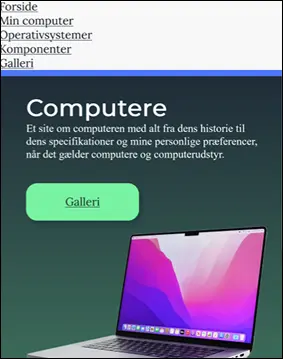 Forside
Min computer
Operativsystemer
Komponenter
Galleri
Computere
Et site om computeren med alt fra dens historie til
dens specifikationer og mine personlige præferencer,
når det gælder computere og computerudstyr.
Galleri